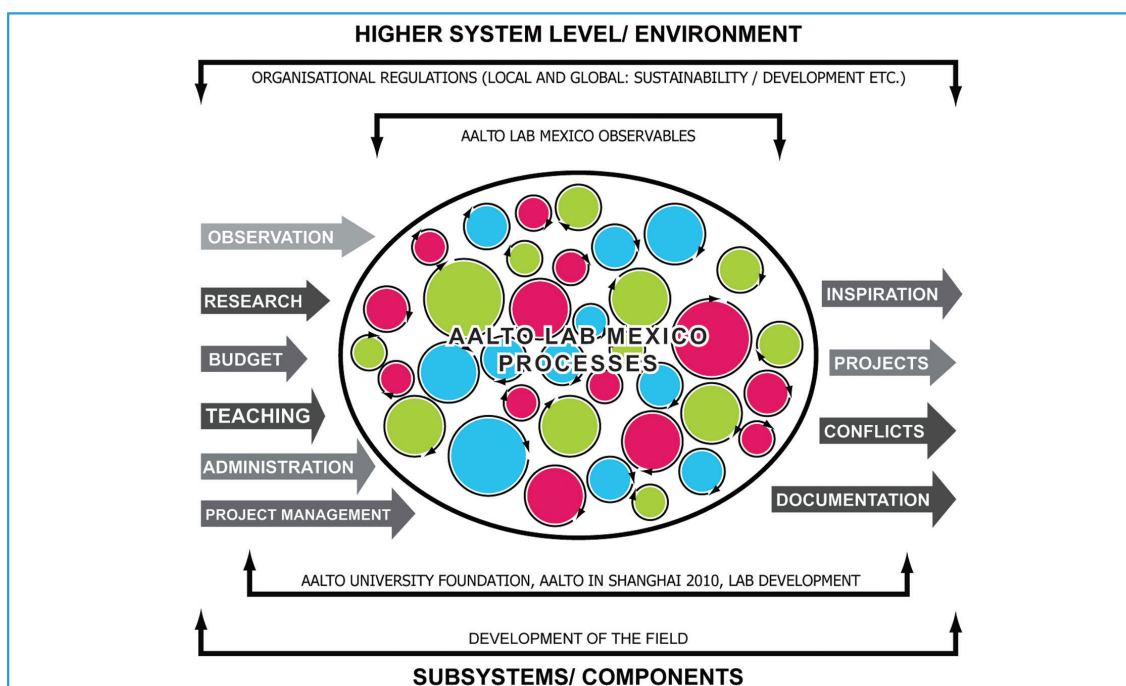 HIGHER SYSTEM LEVEL/ ENVIRONMENT
ORGANISATIONAL REGULATIONS (LOCAL AND GLOBAL: SUSTAINABILITY / DEVELOPMENT ETC.)
AALTO LAB MEXICO OBSERVABLES
OBSERVATION
RESEARCH
BUDGET
TEACHING
ADMINISTRATION
PROJECT MANAGEMENT
AALTO LAB MEXICO
PROCESSES
INSPIRATION
PROJECTS
CONFLICTS
DOCUMENTATION
AALTO UNIVERSITY FOUNDATION, AALTO IN SHANGHAI 2010, LAB DEVELOPMENT
DEVELOPMENT OF THE FIELD
SUBSYSTEMS/ COMPONENTS